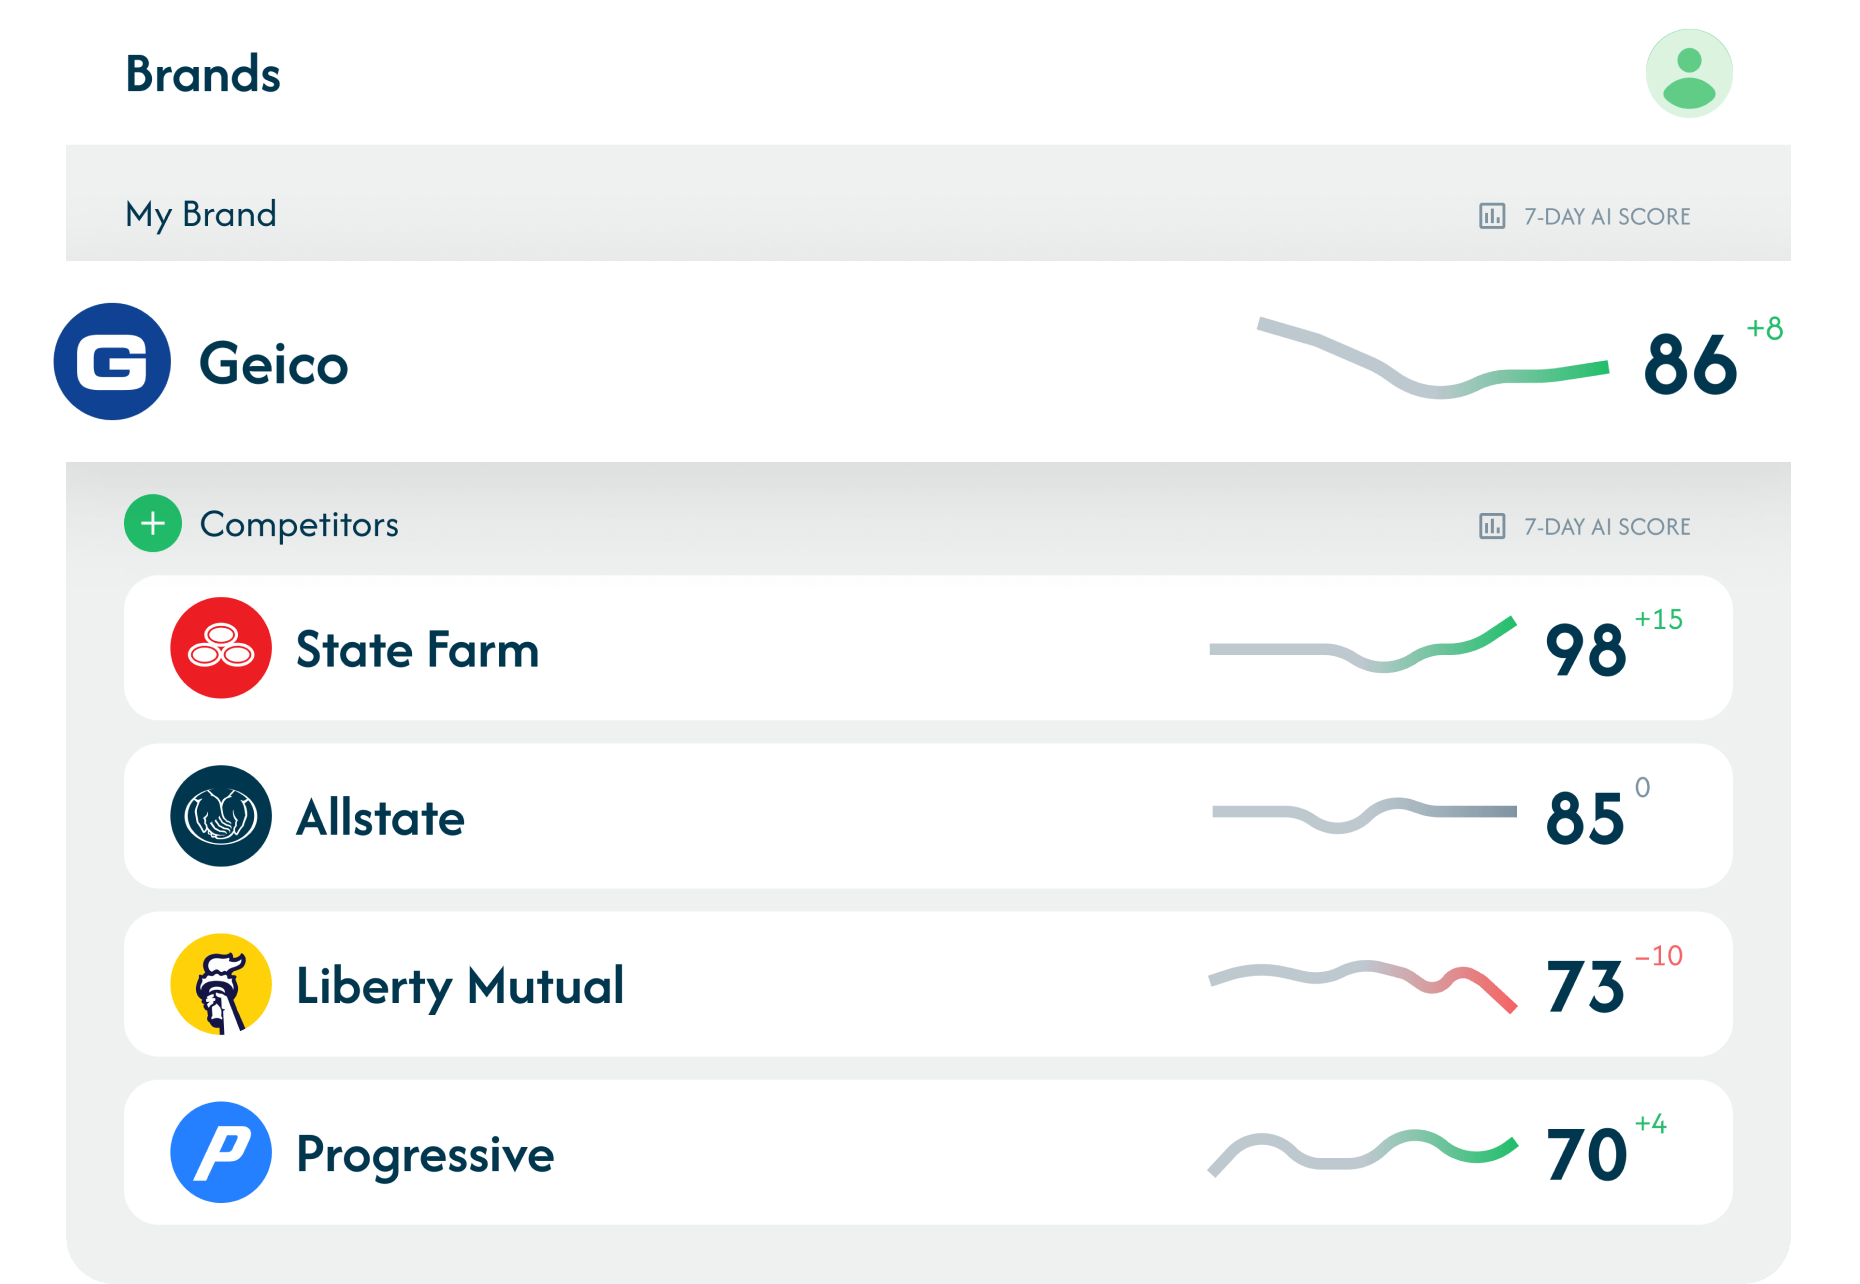 Brands
My Brand
7-DAY AI SCORE
G
Geico
86 +8
Competitors
7-DAY AI SCORE
State Farm
98 +15
Allstate
85 0
Liberty Mutual
73 –10
P
Progressive
70 +4